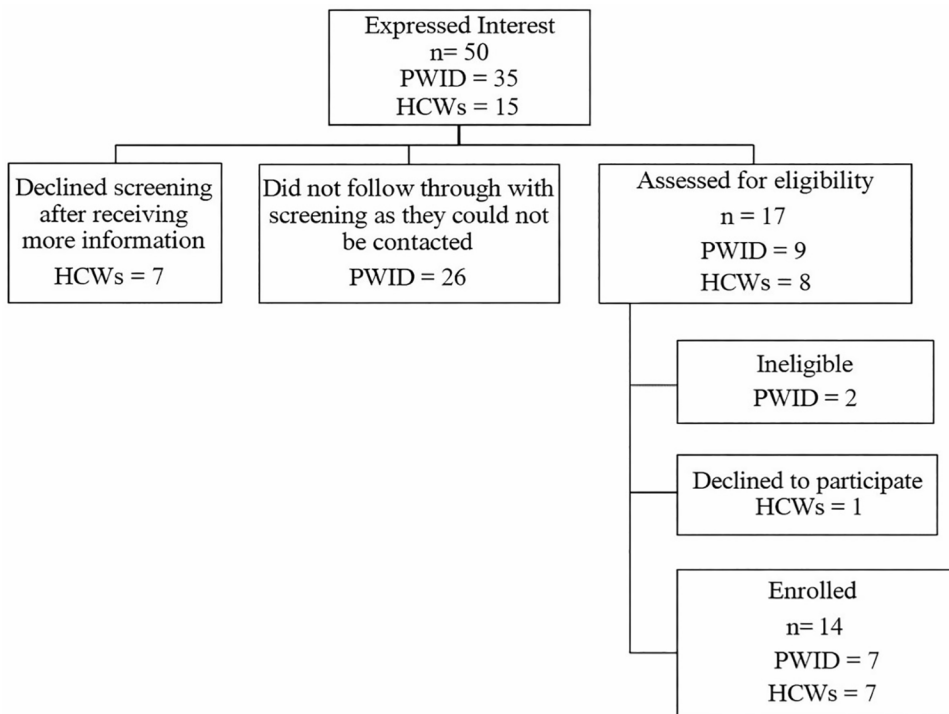 Expressed Interest
n= 50
PWID = 35
HCWs = 15
Declined screening
after receiving
more information
HCWs = 7
Did not follow through with
screening as they could not
be contacted
PWID = 26
Assessed for eligibility
n = 17
PWID = 9
HCWs = 8
Ineligible
PWID = 2
Declined to participate
HCWs = 1
Enrolled
n= 14
PWID = 7
HCWs = 7